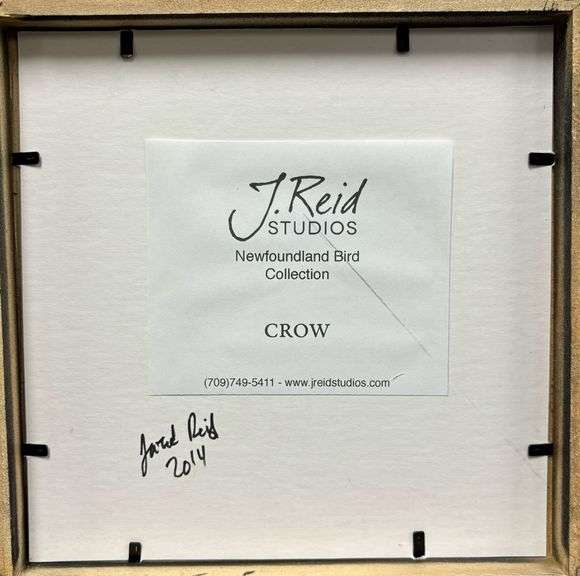 J.Reid
STUDIOS
Newfoundland Bird
Collection
CROW
(709)749-5411 - www.jreidstudios.com
Jared Reid
2014